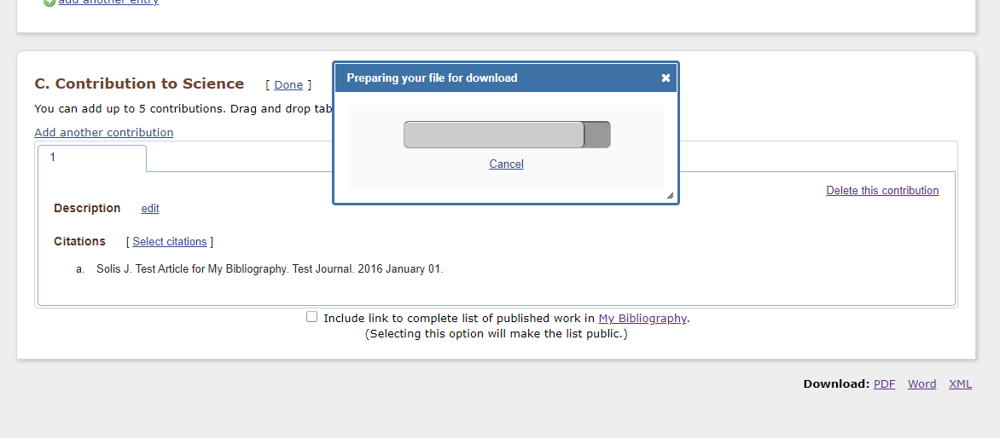 add another entry
C. Contribution to Science [ Done ]
Preparing your file for download
You can add up to 5 contributions. Drag and drop tab
Add another contribution
Cancel
1
Delete this contribution
Description edit
Citations [ Select citations ]
a. Solis J. Test Article for My Bibliography. Test Journal. 2016 January 01.
Include link to complete list of published work in My Bibliography.
(Selecting this option will make the list public.)
Download: PDF Word XML